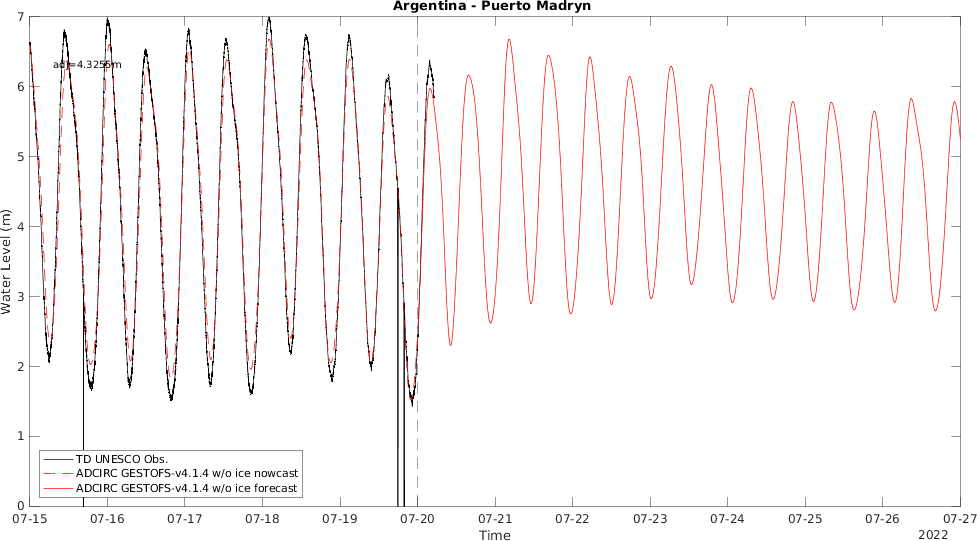 Argentina - Puerto Madryn
adj=4.3255m
Water Level (m)
7
6
5
4
3
2
1
0
TD UNESCO Obs.
ADCIRC GESTOFS-v4.1.4 w/o ice nowcast
ADCIRC GESTOFS-v4.1.4 w/o ice forecast
07-15 07-16 07-17 07-18 07-19 07-20 07-21 07-22 07-23 07-24 07-25 07-26 07-27
Time
2022